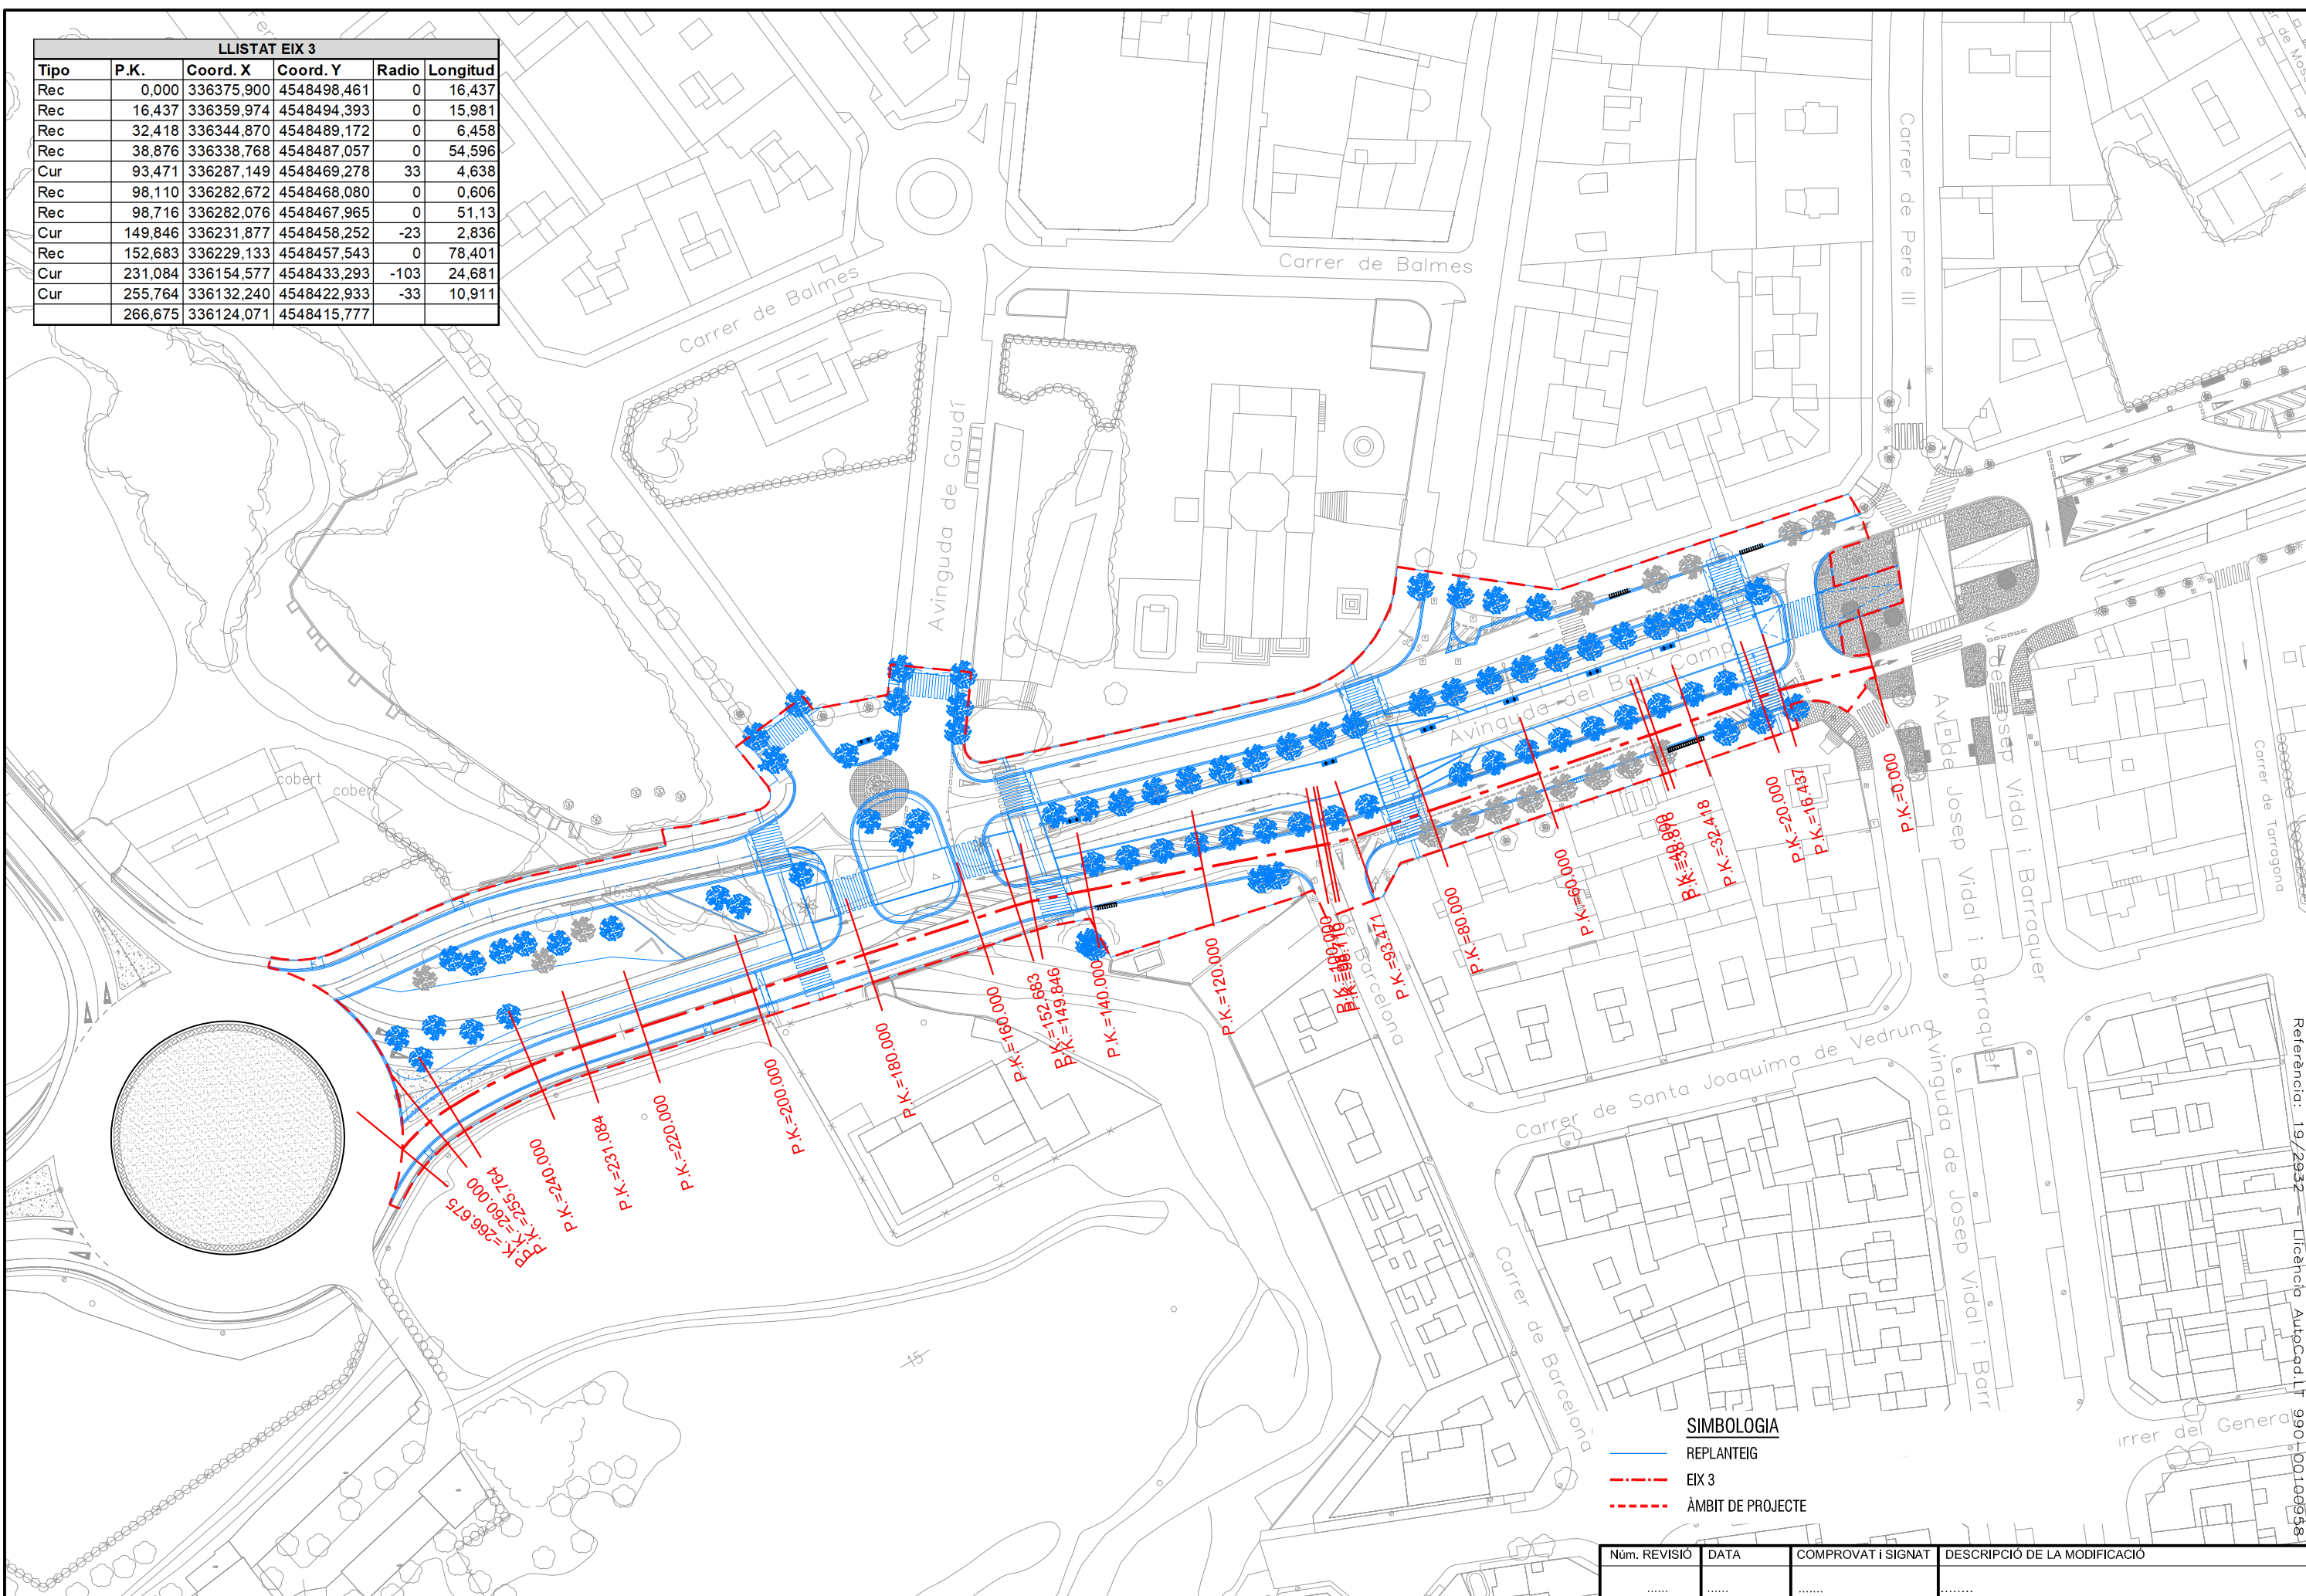 LLISTAT EIX 3
Tipo P.K. Coord. X Coord. Y Radio Longitud
Rec 0,000 336375,900 4548498,461 0 16,437
Rec 16,437 336359,974 4548494,393 0 15,981
Rec 32,418 336344,870 4548489,172 0 6,458
Rec 38,876 336338,768 4548487,057 0 54,596
Cur 93,471 336287,149 4548469,278 33 4,638
Rec 98,110 336282,672 4548468,080 0 0,606
Rec 98,716 336282,076 4548467,965 0 51,13
Cur 149,846 336231,877 4548458,252 -23 2,836
Rec 152,683 336229,133 4548457,543 0 78,401
Cur 231,084 336154,577 4548433,293 -103 24,681
Cur 255,764 336132,240 4548422,933 -33 10,911
266,675 336124,071 4548415,777
Carrer de Balmes
Carrer de Balmes
Carrer de Pere III
Avinguda de Gaudí
Avinguda del Baix Camp
cobert
cobert
Av. de Josep Vidal i Barraquer
Av. de Josep Vidal i Barraquer
Carrer de Tarragona
P.K.=0.000
P.K.=16.437
P.K.=20.000
P.K.=32.418
P.K.=38.876
P.K.=40.000
P.K.=60.000
P.K.=80.000
P.K.=93.471
P.K.=120.000
P.K.=140.000
P.K.=149.846
P.K.=152.683
P.K.=160.000
P.K.=180.000
P.K.=200.000
P.K.=220.000
P.K.=231.084
P.K.=240.000
P.K.=255.764
P.K.=260.000
P.K.=266.675
de Barcelona
Carrer de Santa Joaquima de Vedruna
Avinguda de Josep Vidal i Barr
Carrer de Barcelona
rrer del General
15
Referència: 19/2932 - Llicència AutoCad.LT 990-00100958
SIMBOLOGIA
REPLANTEIG
EIX 3
ÀMBIT DE PROJECTE
Núm. REVISIÓ DATA COMPROVAT i SIGNAT DESCRIPCIÓ DE LA MODIFICACIÓ
...... ...... ....... ........